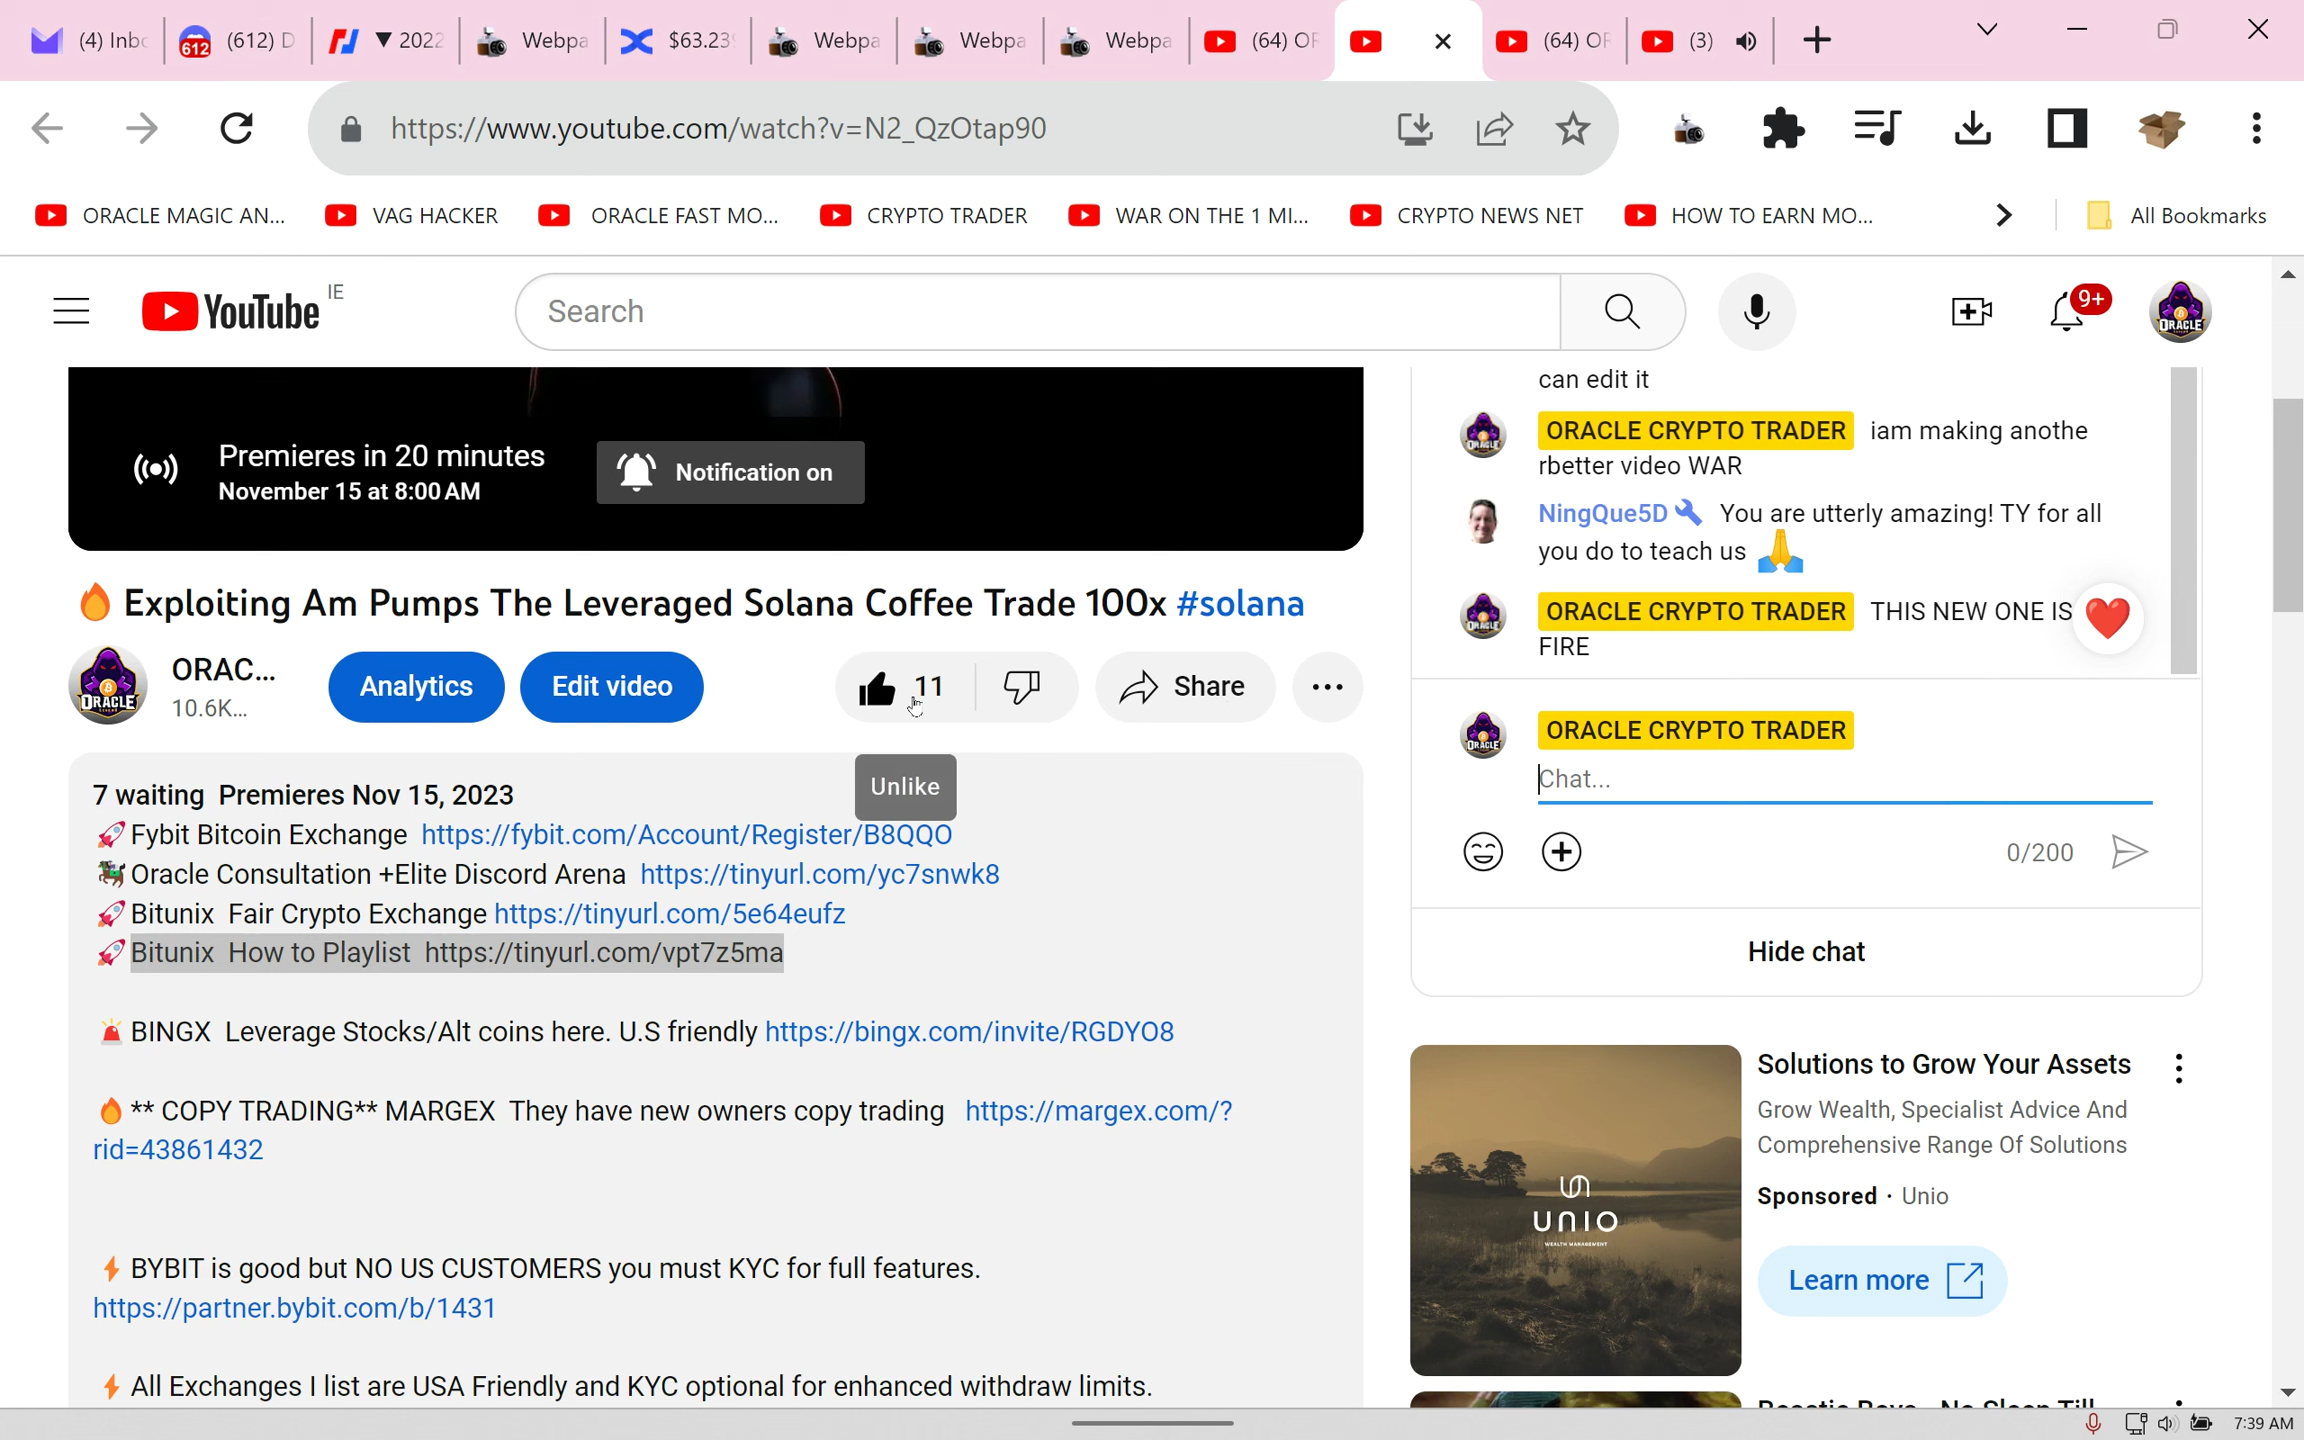 (4) Inbo
612 (612) D
▼ 2022
Webpa
$63.239
Webpa
Webpa
Webpa
(64) OR
(64) OR
(3)
https://www.youtube.com/watch?v=N2_QzOtap90
ORACLE MAGIC AN...
VAG HACKER
ORACLE FAST MO...
CRYPTO TRADER
WAR ON THE 1 MI...
CRYPTO NEWS NET
HOW TO EARN MO...
All Bookmarks
YouTube IE
Search
9+
ORACLE
Premieres in 20 minutes
November 15 at 8:00 AM
Notification on
🔥 Exploiting Am Pumps The Leveraged Solana Coffee Trade 100x #solana
ORACLE
ORAC...
10.6K...
Analytics
Edit video
11
Share
Unlike
7 waiting Premieres Nov 15, 2023
🚀Fybit Bitcoin Exchange https://fybit.com/Account/Register/B8QQO
🎠Oracle Consultation +Elite Discord Arena https://tinyurl.com/yc7snwk8
🚀Bitunix Fair Crypto Exchange https://tinyurl.com/5e64eufz
🚀Bitunix How to Playlist https://tinyurl.com/vpt7z5ma
🚨BINGX Leverage Stocks/Alt coins here. U.S friendly https://bingx.com/invite/RGDYO8
🔥** COPY TRADING** MARGEX They have new owners copy trading https://margex.com/?
rid=43861432
⚡BYBIT is good but NO US CUSTOMERS you must KYC for full features.
https://partner.bybit.com/b/1431
⚡All Exchanges I list are USA Friendly and KYC optional for enhanced withdraw limits.
can edit it
ORACLE CRYPTO TRADER iam making anothe
rbetter video WAR
NingQue5D🔧 You are utterly amazing! TY for all
you do to teach us 🙏
ORACLE CRYPTO TRADER THIS NEW ONE IS
FIRE
ORACLE CRYPTO TRADER
Chat...
0/200
Hide chat
UNIO
WEALTH MANAGEMENT
Solutions to Grow Your Assets
Grow Wealth, Specialist Advice And
Comprehensive Range Of Solutions
Sponsored · Unio
Learn more
7:39 AM